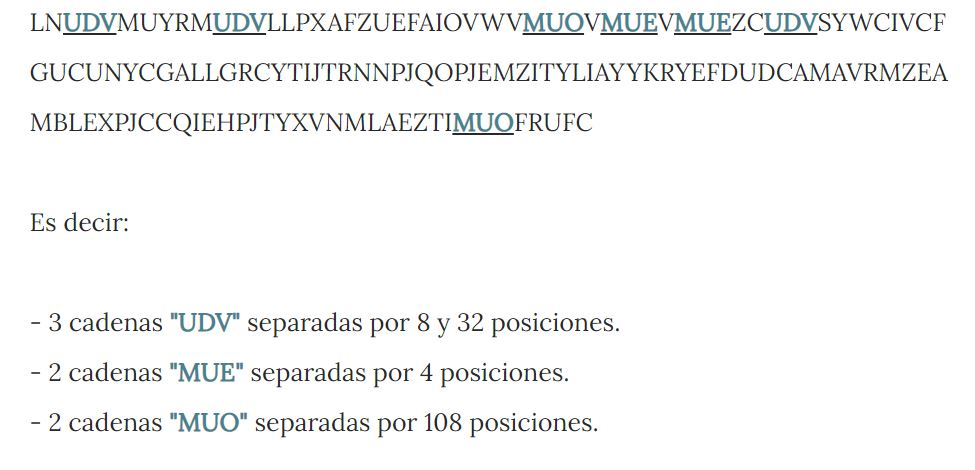 LNUDVMUYRMUDVLLPXAFZUEFAIOVWVMUOVMUEVMUEZCUDVSYWCIVCF
GUCUNYCGALLGRCYTIJTRNNPJQOPJEMZITYLIAYYKRYEFDUDCAMAVRMZEA
MBLEXPJCCQIEHPJTYXVNMLAEZTIMUOFRUFC
Es decir:
- 3 cadenas "UDV" separadas por 8 y 32 posiciones.
- 2 cadenas "MUE" separadas por 4 posiciones.
- 2 cadenas "MUO" separadas por 108 posiciones.